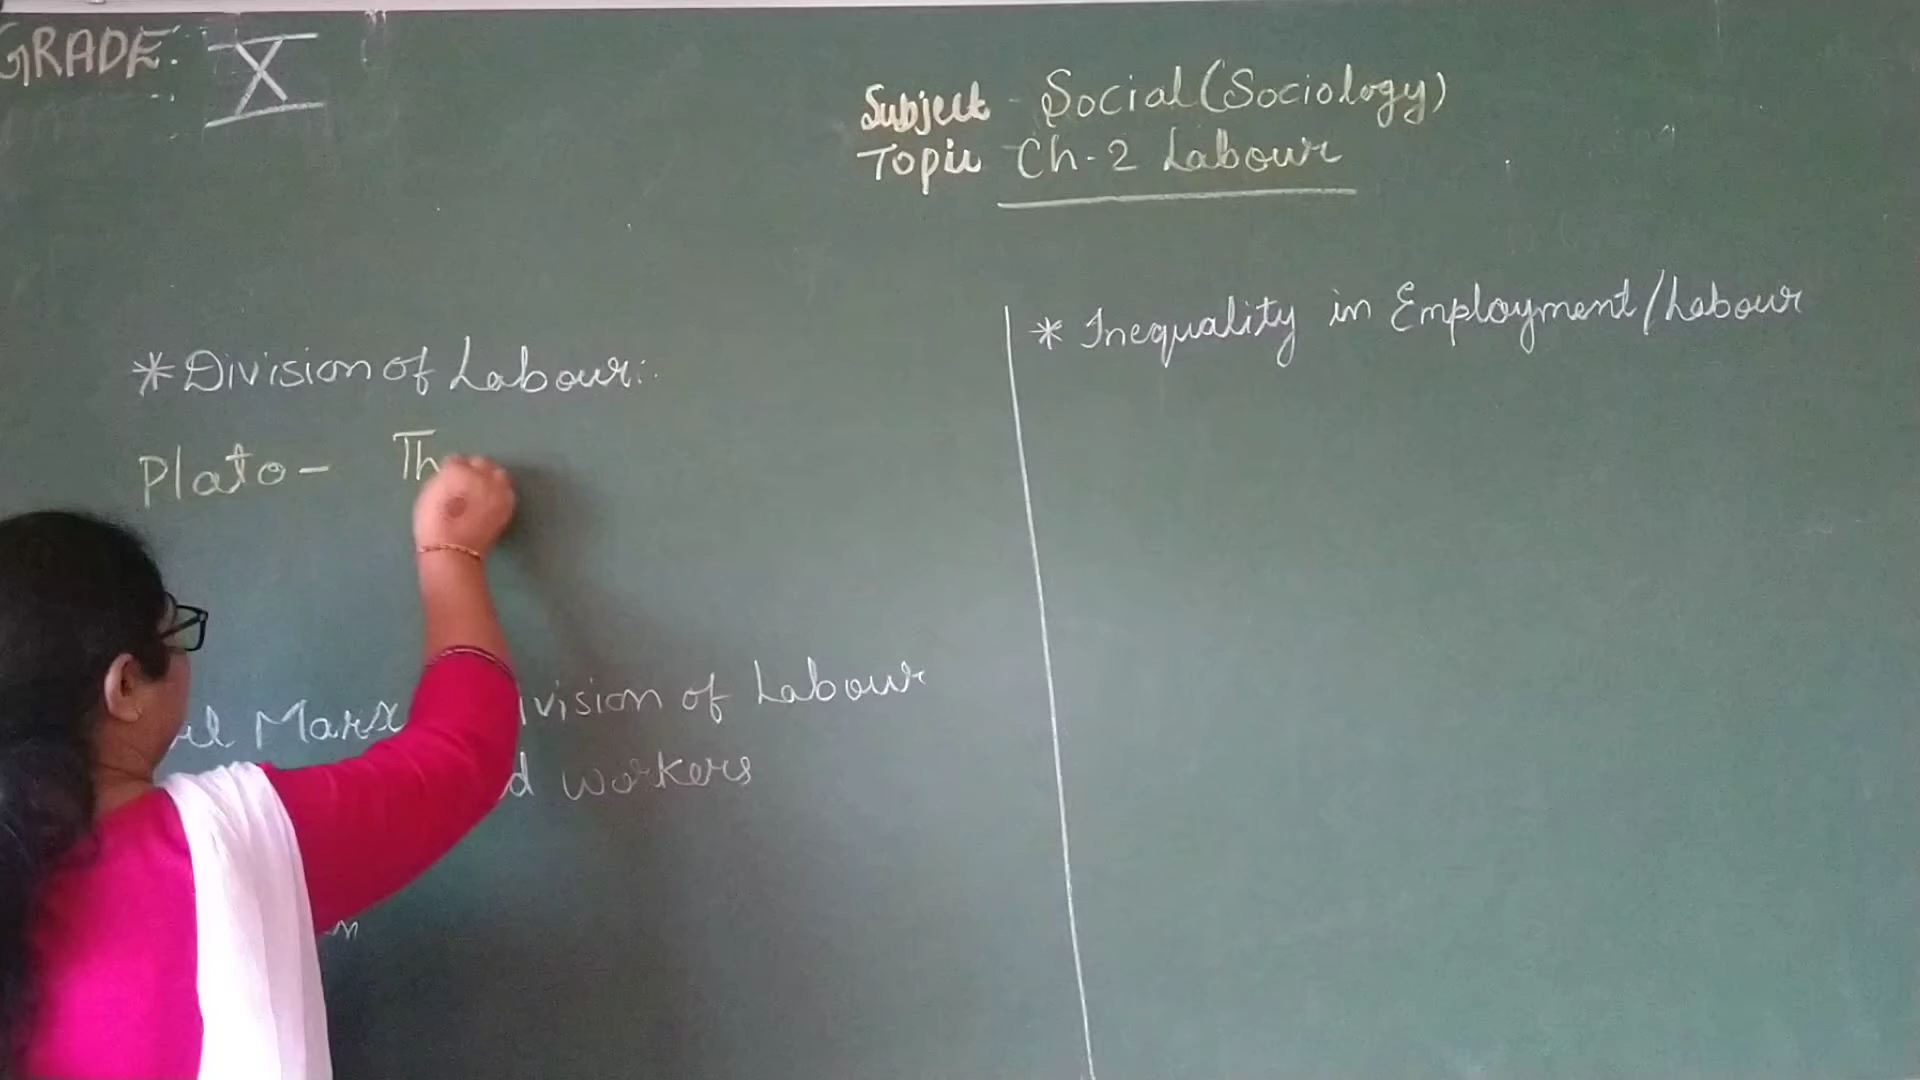 GRADE: X
Subject - Social (Sociology)
Topic Ch-2 Labour
* Division of Labour:
Plato - Th
Marx
of Labour
workers
* Inequality in Employment/Labour